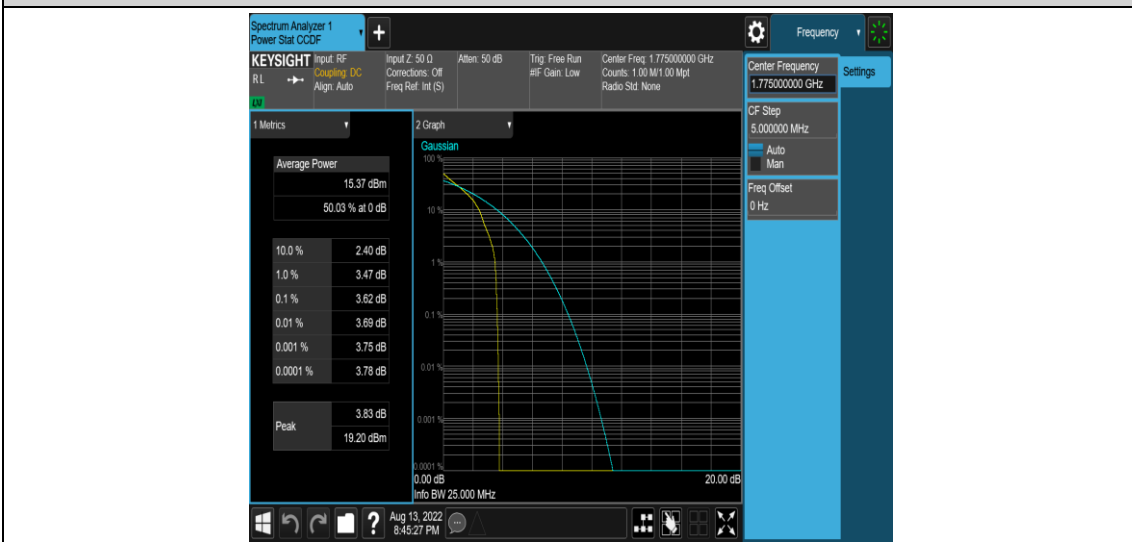 Spectrum Analyzer 1
Power Stat CCDF
+
Frequency
KEYSIGHT
Input: RF
Coupling: DC
Align: Auto
Input Z: 50 Ω
Corrections: Off
Freq Ref: Int (S)
Atten: 50 dB
Trig: Free Run
#IF Gain: Low
Center Freq: 1.775000000 GHz
Counts: 1.00 M/1.00 Mpt
Radio Std: None
R L
Center Frequency
1.775000000 GHz
Settings
CF Step
5.000000 MHz
Auto
Man
Freq Offset
0 Hz
1 Metrics
2 Graph
Average Power
15.37 dBm
50.03 % at 0 dB
10.0 % 2.40 dB
1.0 % 3.47 dB
0.1 % 3.62 dB
0.01 % 3.69 dB
0.001 % 3.75 dB
0.0001 % 3.78 dB
Peak
3.83 dB
19.20 dBm
Gaussian
100 %
10 %
1 %
0.1 %
0.01 %
0.001 %
0.0001 %
0.00 dB 20.00 dB
Info BW 25.000 MHz
?
Aug 13, 2022
8:45:27 PM